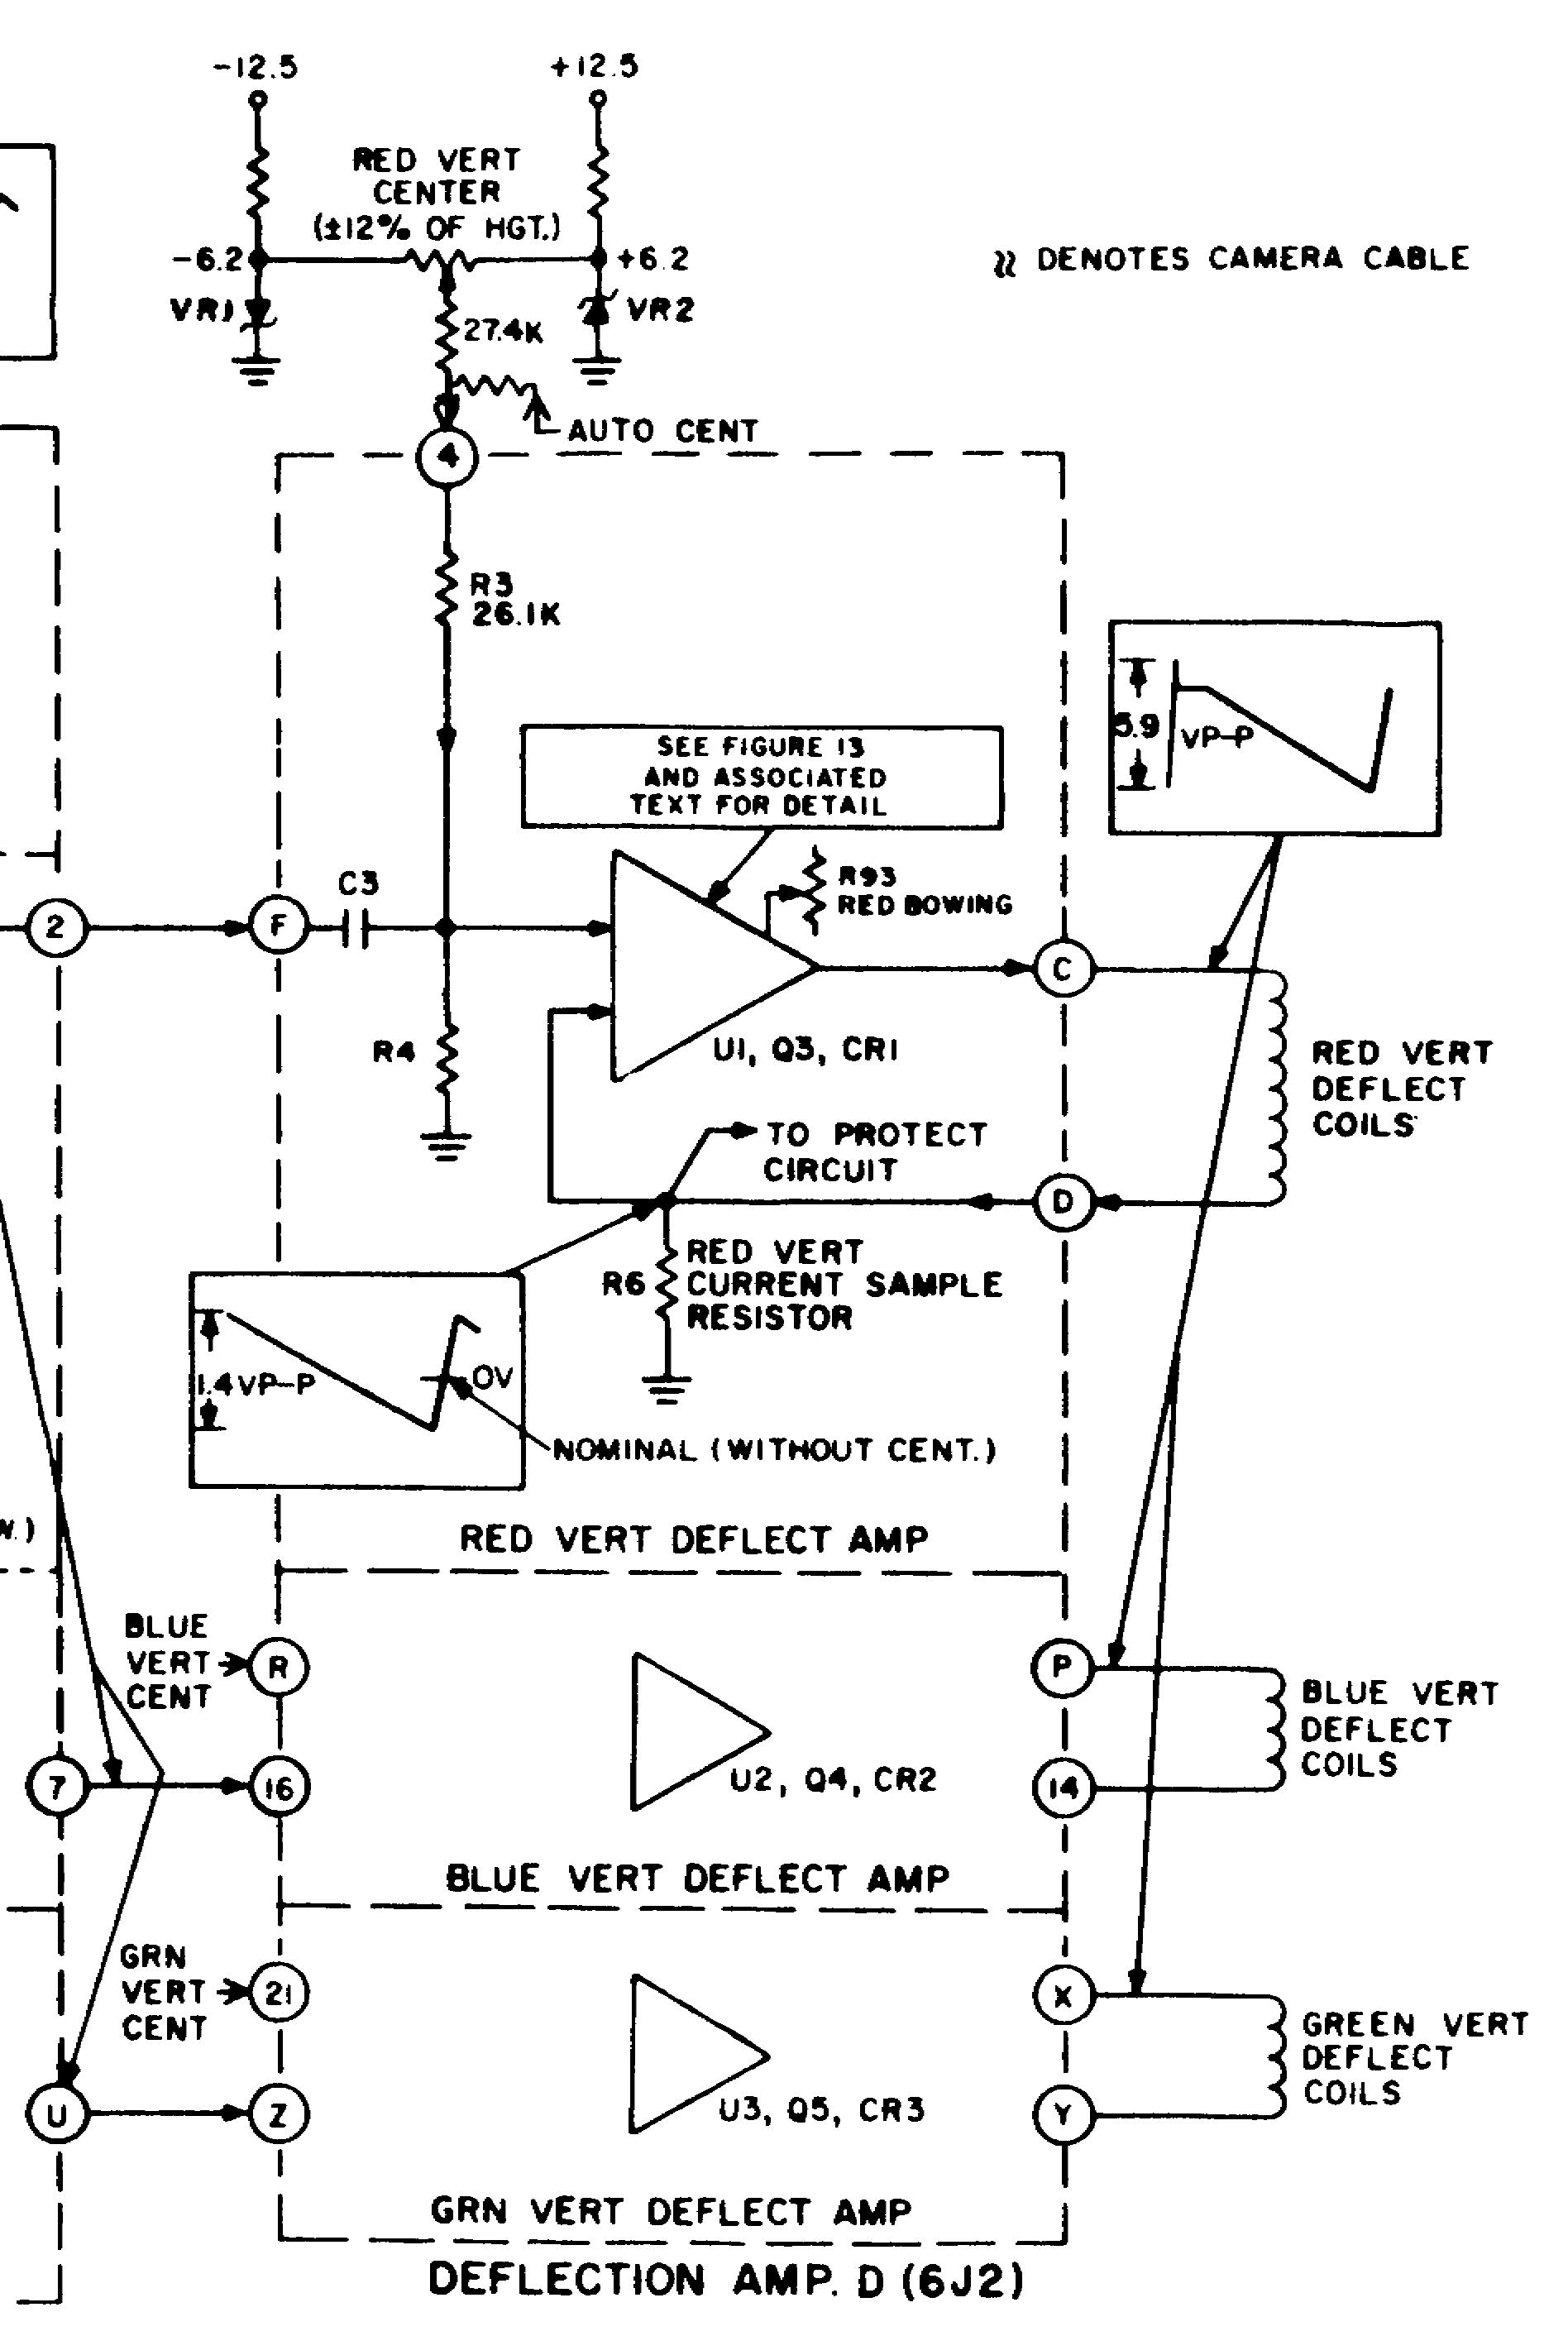 -12.5
+12.5
RED VERT
CENTER
(±12% OF HGT.)
-6.2
+6.2
VR1
VR2
27.4K
≀≀ DENOTES CAMERA CABLE
AUTO CENT
4
R3
26.1K
SEE FIGURE 13
AND ASSOCIATED
TEXT FOR DETAIL
5.9
VP-P
2
F
C3
R93
RED BOWING
C
R4
U1, Q3, CR1
RED VERT
DEFLECT
COILS
TO PROTECT
CIRCUIT
D
R6
RED VERT
CURRENT SAMPLE
RESISTOR
1.4VP-P
0V
NOMINAL (WITHOUT CENT.)
W.)
RED VERT DEFLECT AMP
BLUE
VERT
CENT
R
P
BLUE VERT
DEFLECT
COILS
7
16
U2, Q4, CR2
14
BLUE VERT DEFLECT AMP
GRN
VERT
CENT
21
X
GREEN VERT
DEFLECT
COILS
U
Z
U3, Q5, CR3
Y
GRN VERT DEFLECT AMP
DEFLECTION AMP. D (6J2)